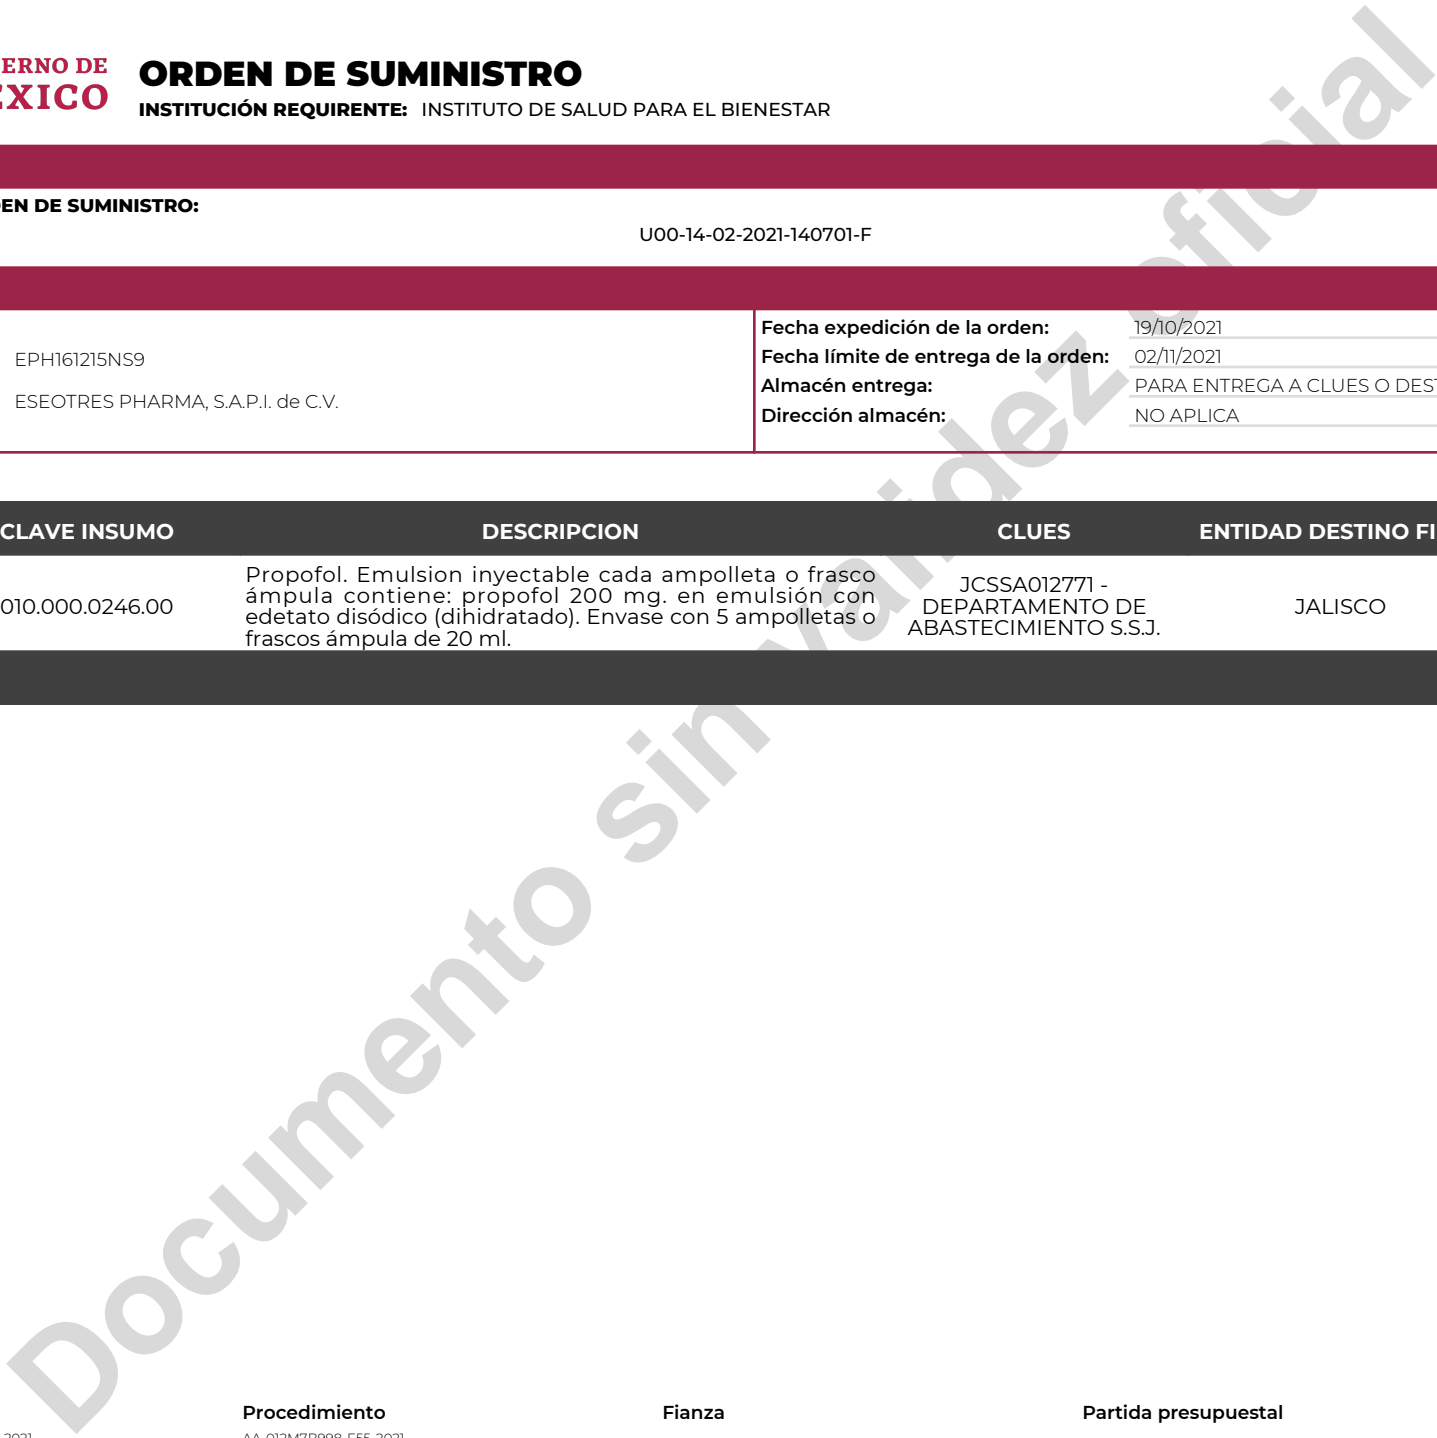 ERNO DE
EXICO
ORDEN DE SUMINISTRO
INSTITUCIÓN REQUIRENTE: INSTITUTO DE SALUD PARA EL BIENESTAR
EN DE SUMINISTRO:
U00-14-02-2021-140701-F
EPH161215NS9
ESEOTRES PHARMA, S.A.P.I. de C.V.
Fecha expedición de la orden: 19/10/2021
Fecha límite de entrega de la orden: 02/11/2021
Almacén entrega: PARA ENTREGA A CLUES O DEST
Dirección almacén: NO APLICA
CLAVE INSUMO DESCRIPCION CLUES ENTIDAD DESTINO FI
010.000.0246.00
Propofol. Emulsion inyectable cada ampolleta o frasco
ámpula contiene: propofol 200 mg. en emulsión con
edetato disódico (dihidratado). Envase con 5 ampolletas o
frascos ámpula de 20 ml.
JCSSA012771 -
DEPARTAMENTO DE
ABASTECIMIENTO S.S.J.
JALISCO
Documento sin validez oficial
Procedimiento Fianza Partida presupuestal